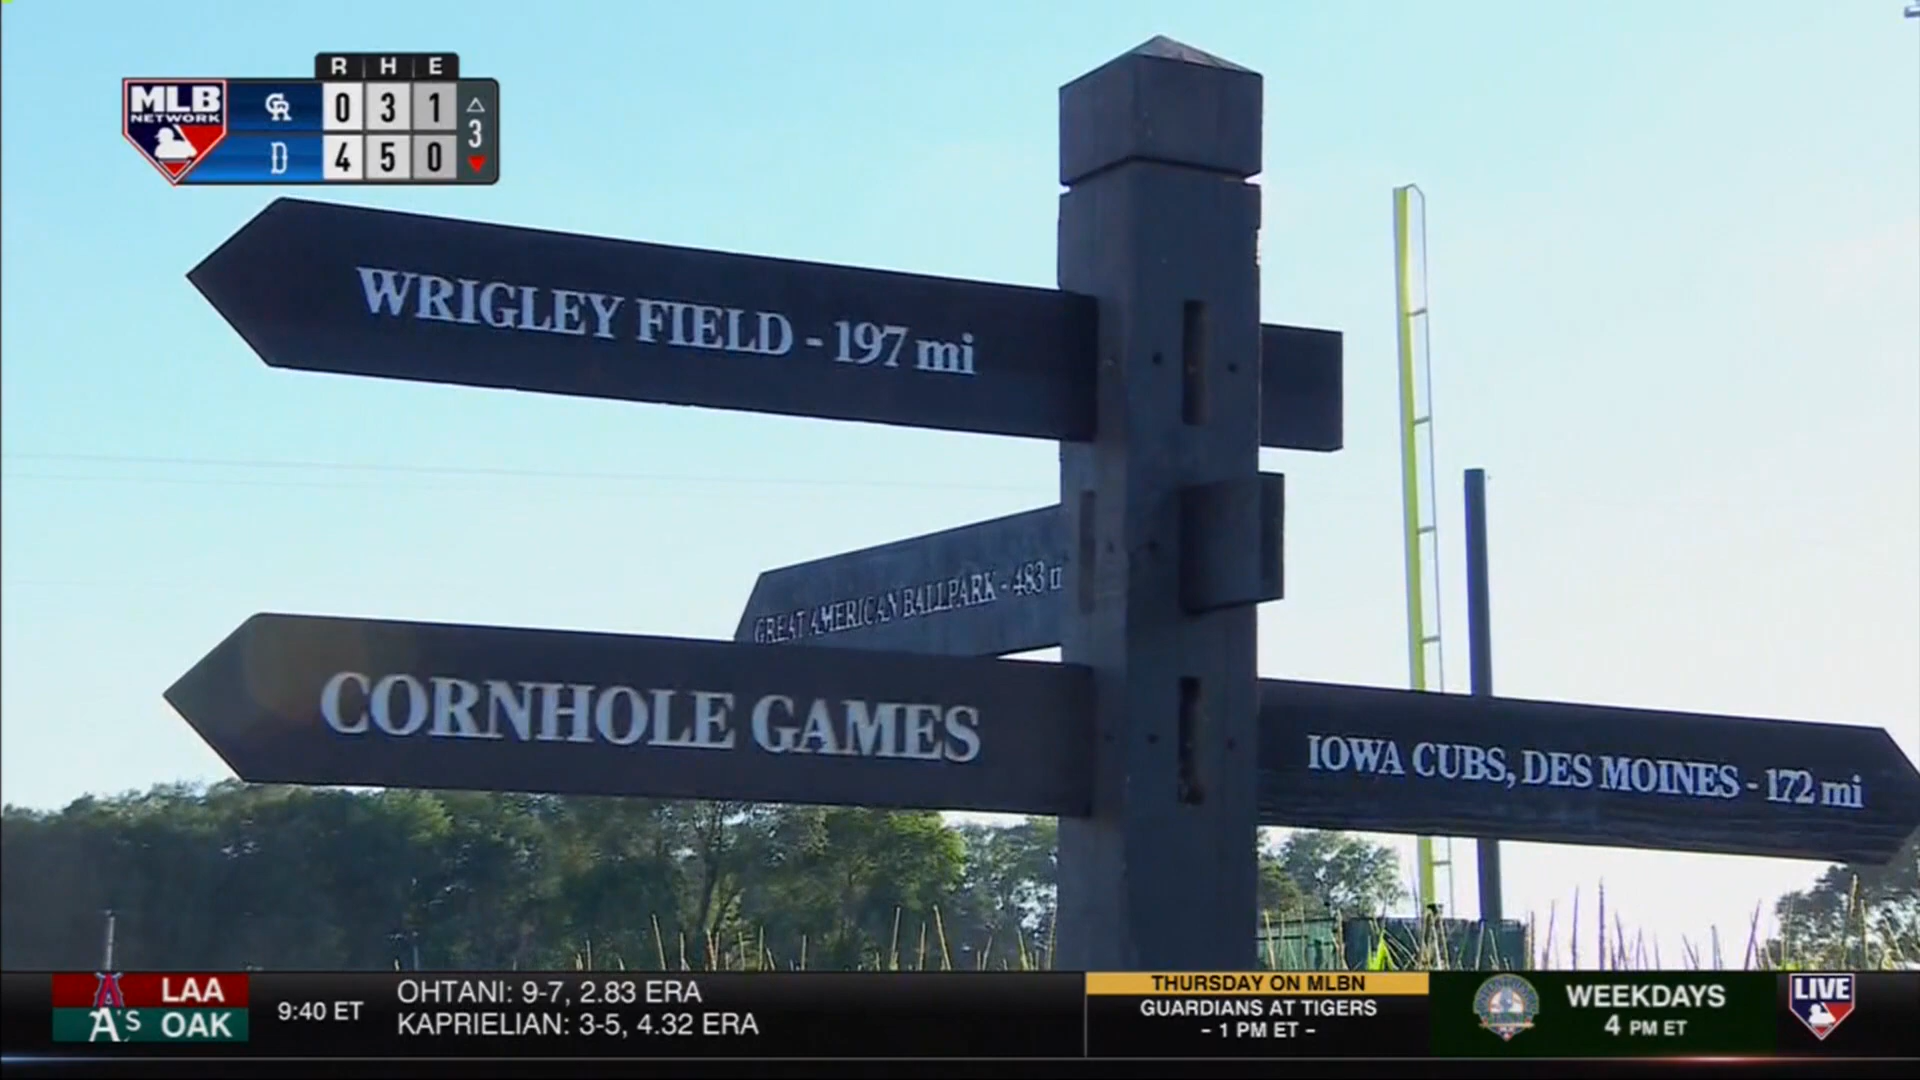 R H E
MLB
NETWORK
CR 0 3 1
3
D 4 5 0
WRIGLEY FIELD - 197 mi
GREAT AMERICAN BALLPARK - 483
CORNHOLE GAMES
IOWA CUBS, DES MOINES - 172 mi
LAA
A's OAK
9:40 ET
OHTANI: 9-7, 2.83 ERA
KAPRIELIAN: 3-5, 4.32 ERA
THURSDAY ON MLBN
GUARDIANS AT TIGERS
- 1 PM ET -
WEEKDAYS
4 PM ET
LIVE